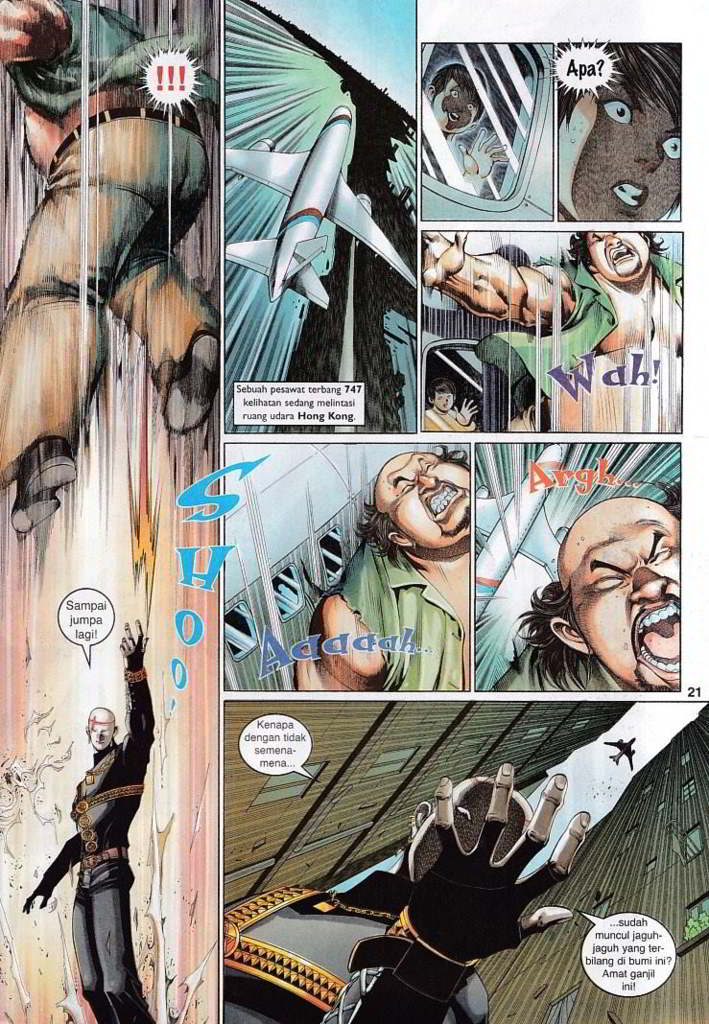 !!!
Sampai
jumpa
lagi!
SHOO,
Sebuah pesawat terbang 747
kelihatan sedang melintasi
ruang udara Hong Kong.
Apa?
Wah!
Aaaaah..
Argh...
21
Kenapa
dengan tidak
semena-
mena...
...sudah
muncul jaguh-
jaguh yang ter-
bilang di bumi ini?
Amat ganjil
ini!